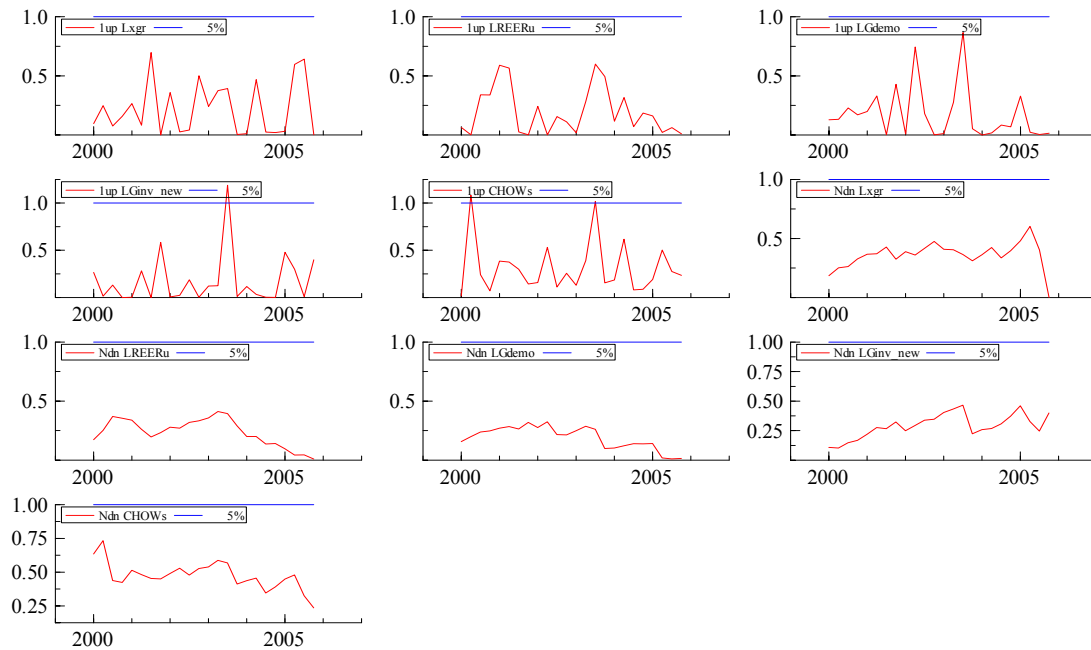 1.0 1up Lxgr 5%
0.5
2000 2005
1.0 1up LREERu 5%
0.5
2000 2005
1.0 1up LGdemo 5%
0.5
2000 2005
1up LGinv_new 5%
1.0
0.5
2000 2005
1up CHOWs 5%
1.0
0.5
2000 2005
1.0 Ndn Lxgr 5%
0.5
2000 2005
1.0 Ndn LREERu 5%
0.5
2000 2005
1.0 Ndn LGdemo 5%
0.5
2000 2005
1.00 Ndn LGinv_new 5%
0.75
0.50
0.25
2000 2005
1.00 Ndn CHOWs 5%
0.75
0.50
0.25
2000 2005